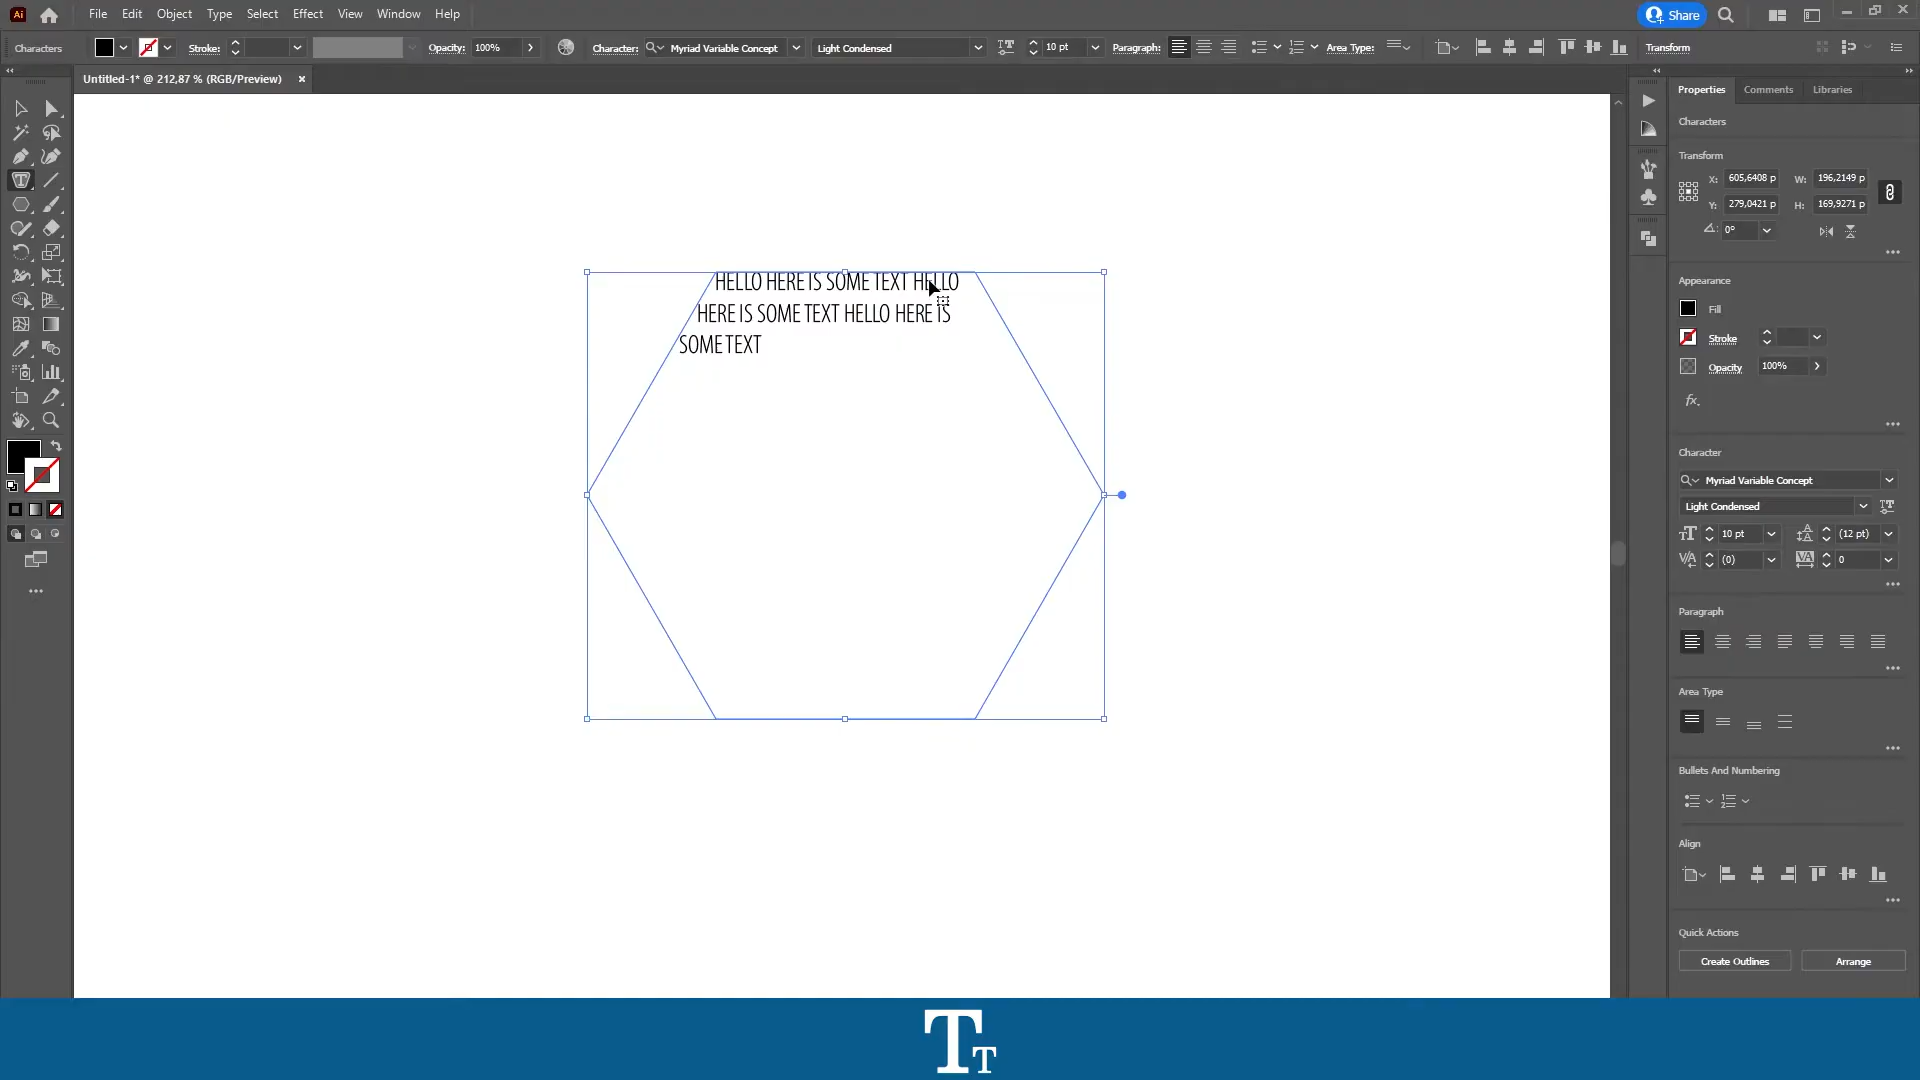 Ai File Edit Object Type Select Effect View Window Help Share
Characters Stroke: Opacity: 100% Character: Myriad Variable Concept Light Condensed 10 pt Paragraph: Area Type: Transform
Untitled-1* @ 212,87 % (RGB/Preview) ×
HELLO HERE IS SOME TEXT HELLO
HERE IS SOME TEXT HELLO HERE IS
SOME TEXT
Properties Comments Libraries
Characters
Transform
X: 605,6408 p W: 196,2149 p
Y: 279,0421 p H: 169,9271 p
0°
Appearance
Fill
Stroke
Opacity 100%
fx.
Character
Myriad Variable Concept
Light Condensed
10 pt (12 pt)
(0) 0
Paragraph
Area Type
Bullets And Numbering
Align
Quick Actions
Create Outlines Arrange
TT